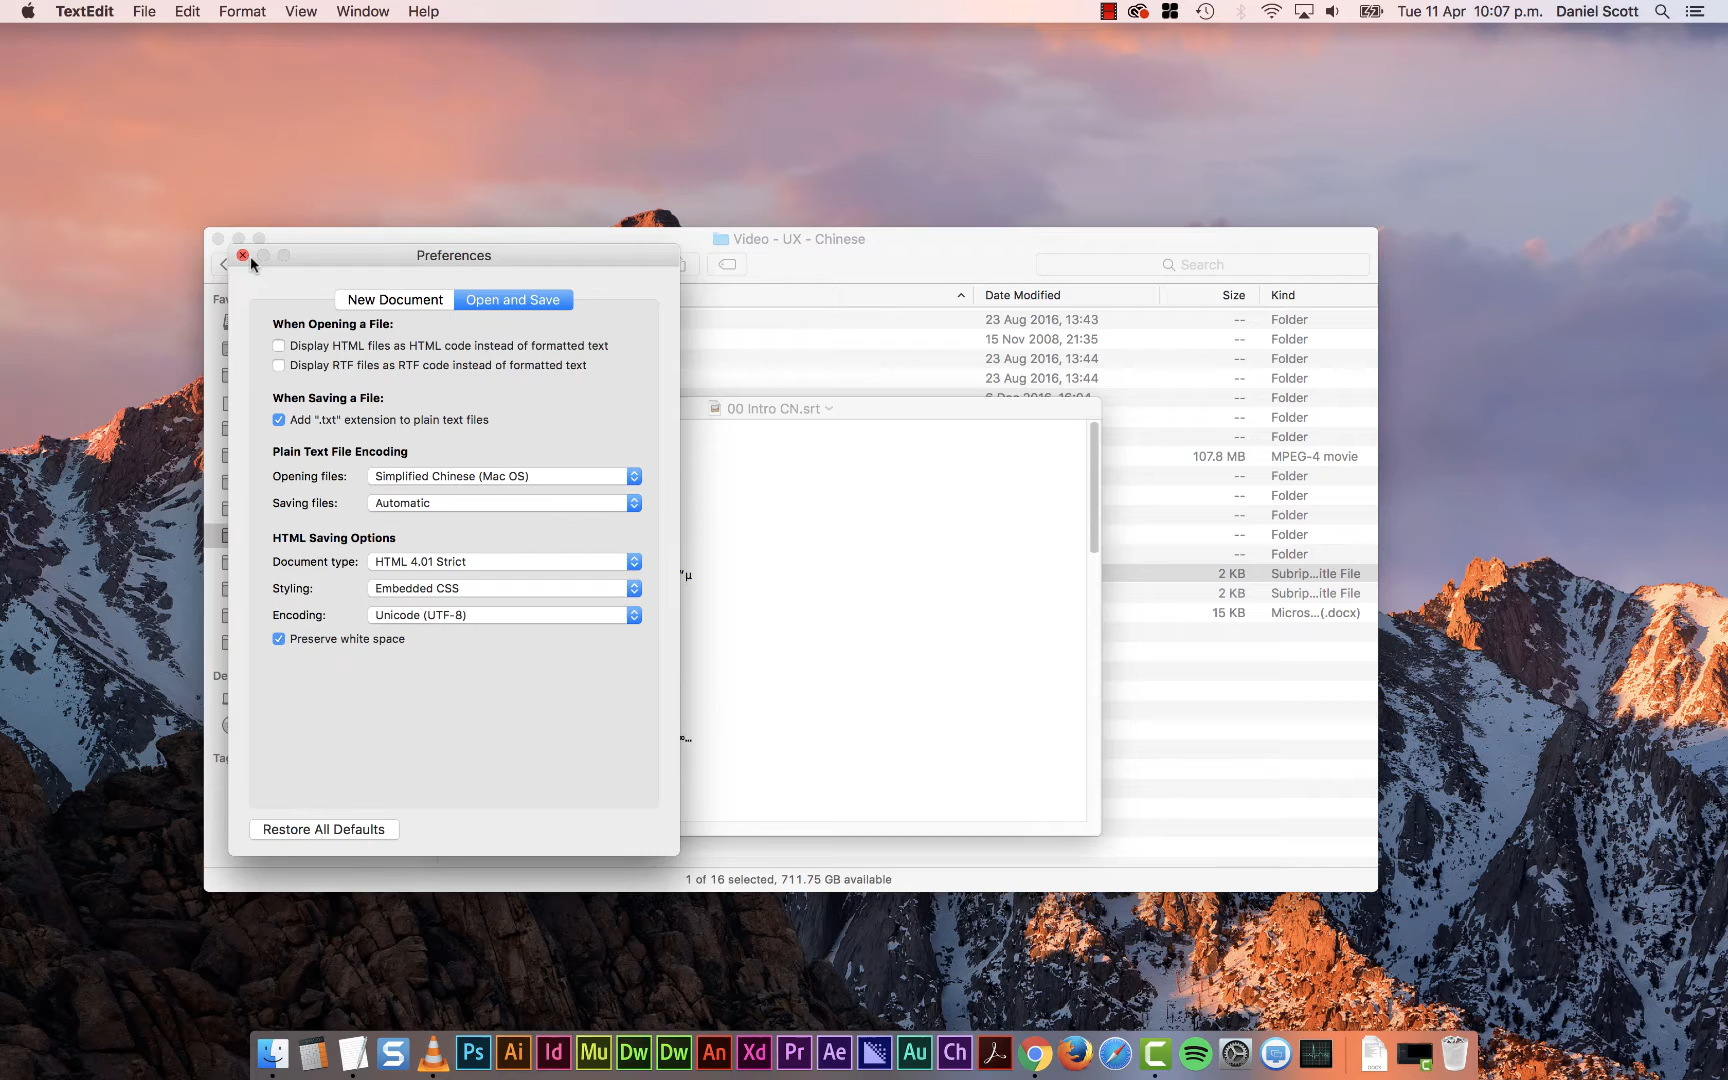 TextEdit File Edit Format View Window Help Tue 11 Apr 10:07 p.m. Daniel Scott
Video - UX - Chinese
Preferences
Search
New Document Open and Save
Date Modified Size Kind
When Opening a File:
Display HTML files as HTML code instead of formatted text
Display RTF files as RTF code instead of formatted text
When Saving a File:
Add ".txt" extension to plain text files
Plain Text File Encoding
Opening files: Simplified Chinese (Mac OS)
Saving files: Automatic
HTML Saving Options
Document type: HTML 4.01 Strict
Styling: Embedded CSS
Encoding: Unicode (UTF-8)
Preserve white space
Restore All Defaults
23 Aug 2016, 13:43 -- Folder
15 Nov 2008, 21:35 -- Folder
23 Aug 2016, 13:44 -- Folder
23 Aug 2016, 13:44 -- Folder
-- Folder
00 Intro CN.srt
-- Folder
-- Folder
107.8 MB MPEG-4 movie
-- Folder
-- Folder
-- Folder
-- Folder
-- Folder
2 KB Subrip...itle File
2 KB Subrip...itle File
15 KB Micros...(.docx)
1 of 16 selected, 711.75 GB available
S Ps Ai Id Mu Dw Dw An Xd Pr Ae Au Ch C
DOCX